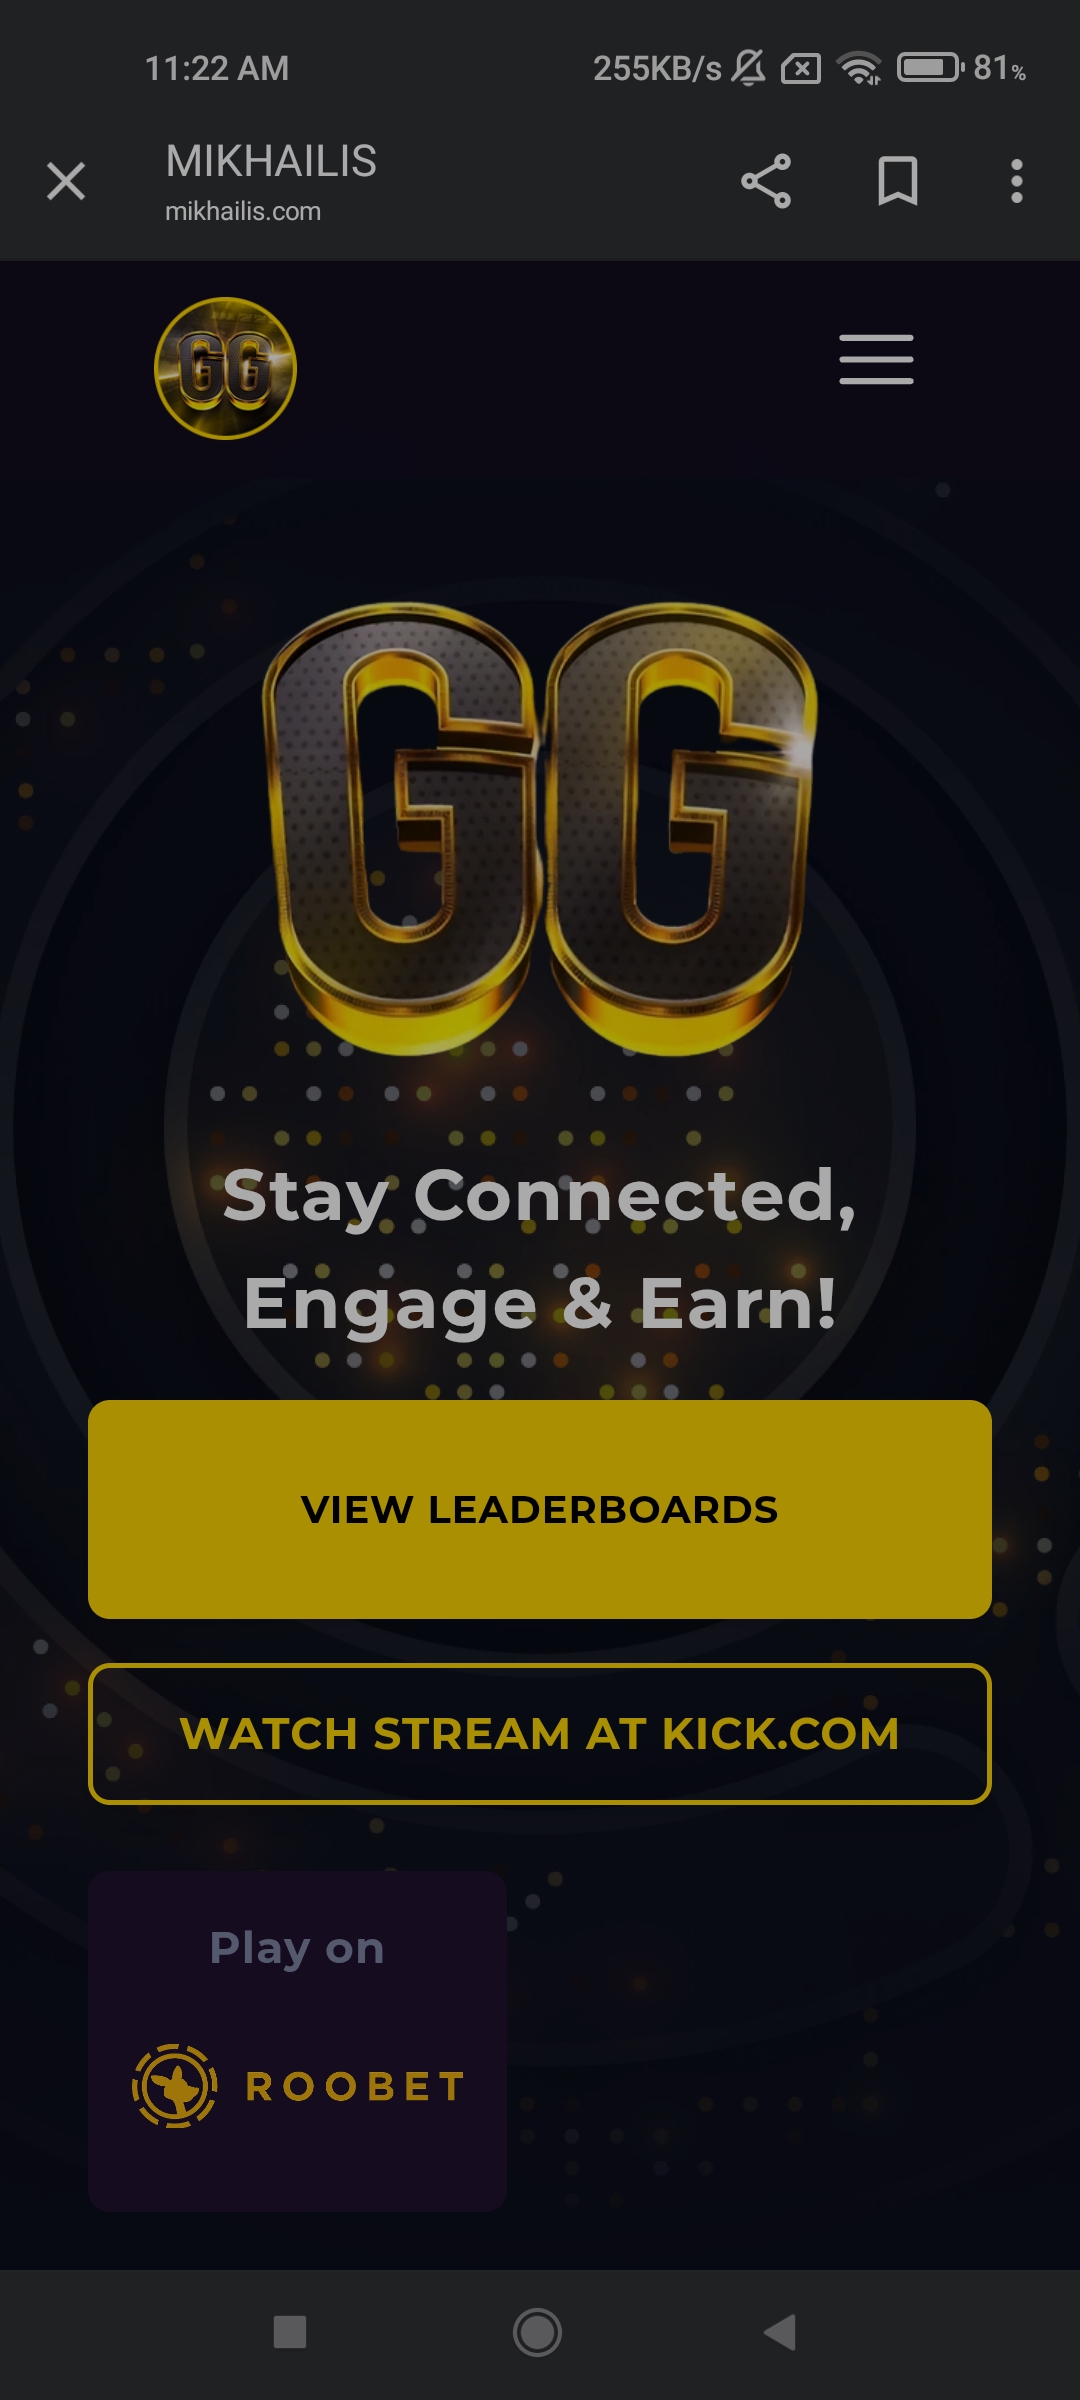 11:22 AM 255KB/s 81%
MIKHAILIS
mikhailis.com
GG
GG
Stay Connected,
Engage & Earn!
VIEW LEADERBOARDS
WATCH STREAM AT KICK.COM
Play on
ROOBET